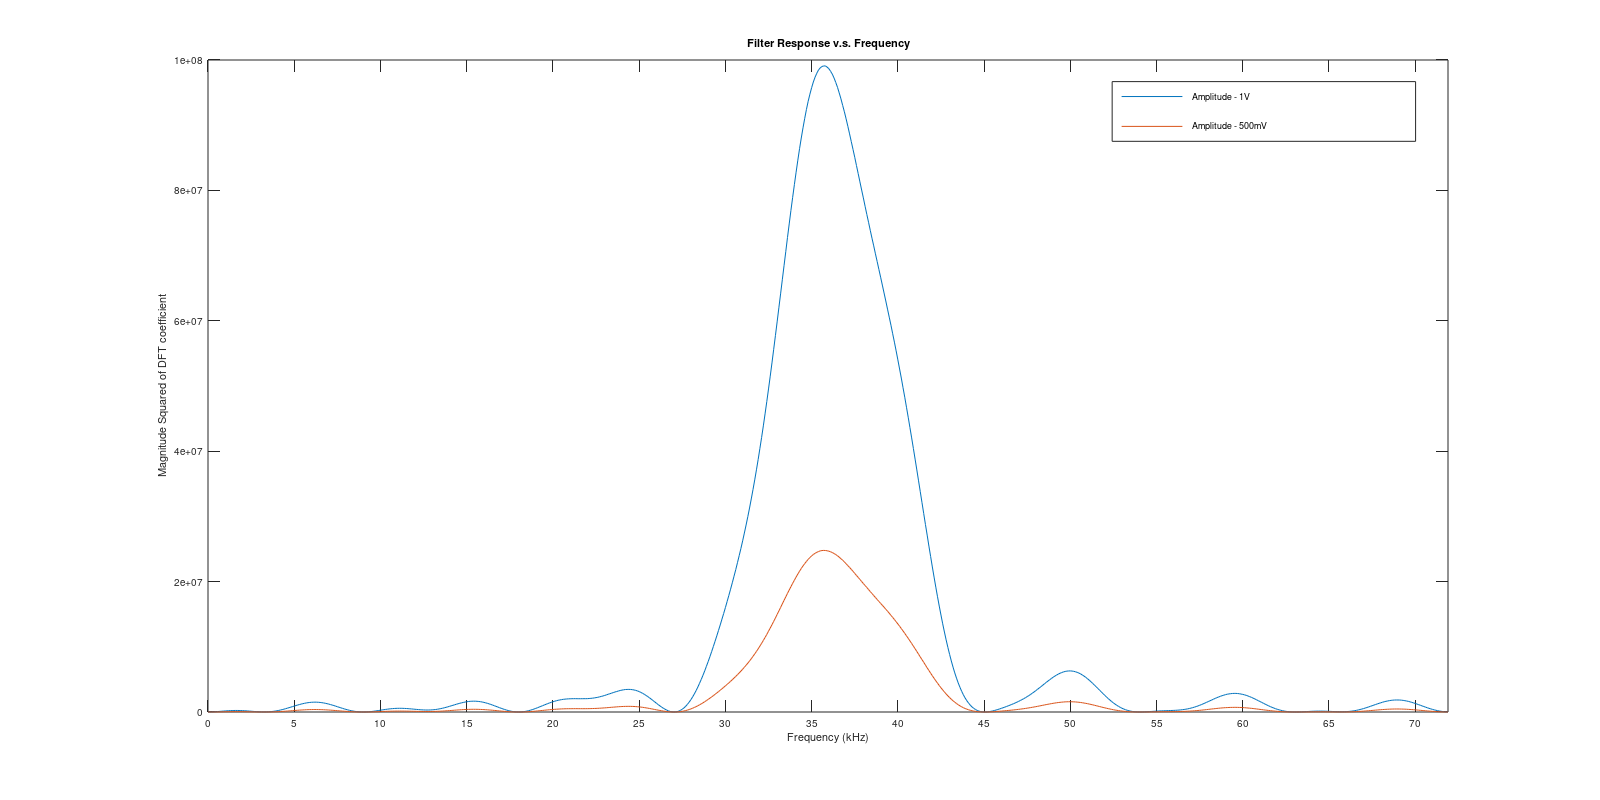 Filter Response v.s. Frequency
1e+08
8e+07
6e+07
4e+07
2e+07
0
Magnitude Squared of DFT coefficient
Amplitude - 1V
Amplitude - 500mV
0 5 10 15 20 25 30 35 40 45 50 55 60 65 70
Frequency (kHz)